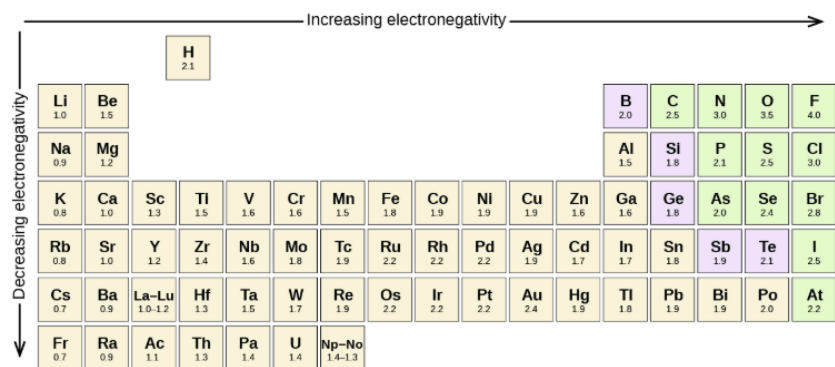 Increasing electronegativity
Decreasing electronegativity
H
2.1
Li Be B C N O F
1.0 1.5 2.0 2.5 3.0 3.5 4.0
Na Mg Al Si P S Cl
0.9 1.2 1.5 1.8 2.1 2.5 3.0
K Ca Sc TI V Cr Mn Fe Co Ni Cu Zn Ga Ge As Se Br
0.8 1.0 1.3 1.5 1.6 1.6 1.5 1.8 1.9 1.9 1.9 1.6 1.6 1.8 2.0 2.4 2.8
Rb Sr Y Zr Nb Mo Tc Ru Rh Pd Ag Cd In Sn Sb Te I
0.8 1.0 1.2 1.4 1.6 1.8 1.9 2.2 2.2 2.2 1.9 1.7 1.7 1.8 1.9 2.1 2.5
Cs Ba La–Lu Hf Ta W Re Os Ir Pt Au Hg TI Pb Bi Po At
0.7 0.9 1.0–1.2 1.3 1.5 1.7 1.9 2.2 2.2 2.2 2.4 1.9 1.8 1.9 1.9 2.0 2.2
Fr Ra Ac Th Pa U Np–No
0.7 0.9 1.1 1.3 1.4 1.4 1.4–1.3